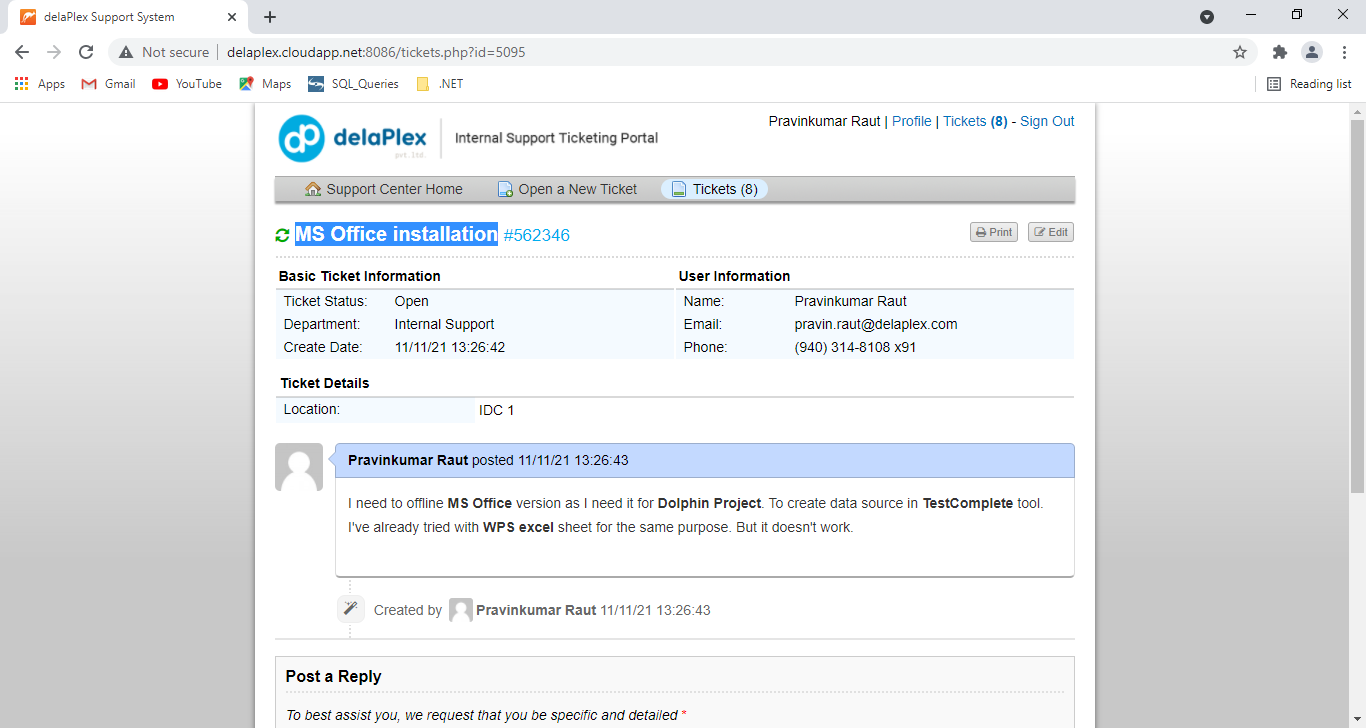 delaPlex Support System
Not secure | delaplex.cloudapp.net:8086/tickets.php?id=5095
Apps Gmail YouTube Maps SQL_Queries .NET Reading list
delaPlex pvt.ltd. Internal Support Ticketing Portal
Pravinkumar Raut | Profile | Tickets (8) - Sign Out
Support Center Home Open a New Ticket Tickets (8)
MS Office installation #562346 Print Edit
Basic Ticket Information
Ticket Status: Open
Department: Internal Support
Create Date: 11/11/21 13:26:42
User Information
Name: Pravinkumar Raut
Email: pravin.raut@delaplex.com
Phone: (940) 314-8108 x91
Ticket Details
Location: IDC 1
Pravinkumar Raut posted 11/11/21 13:26:43
I need to offline MS Office version as I need it for Dolphin Project. To create data source in TestComplete tool.
I've already tried with WPS excel sheet for the same purpose. But it doesn't work.
Created by Pravinkumar Raut 11/11/21 13:26:43
Post a Reply
To best assist you, we request that you be specific and detailed *